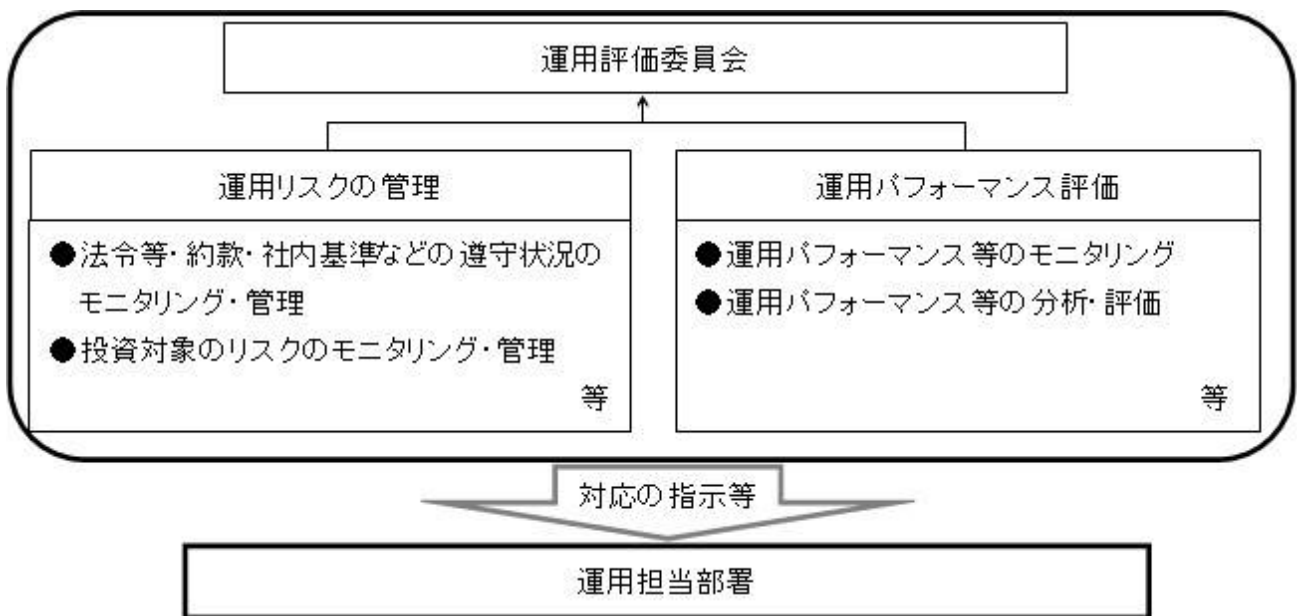 運用評価委員会
運用リスクの管理
●法令等・約款・社内基準などの遵守状況の
モニタリング・管理
●投資対象のリスクのモニタリング・管理
等
運用パフォーマンス評価
●運用パフォーマンス等のモニタリング
●運用パフォーマンス等の分析・評価
等
対応の指示等
運用担当部署